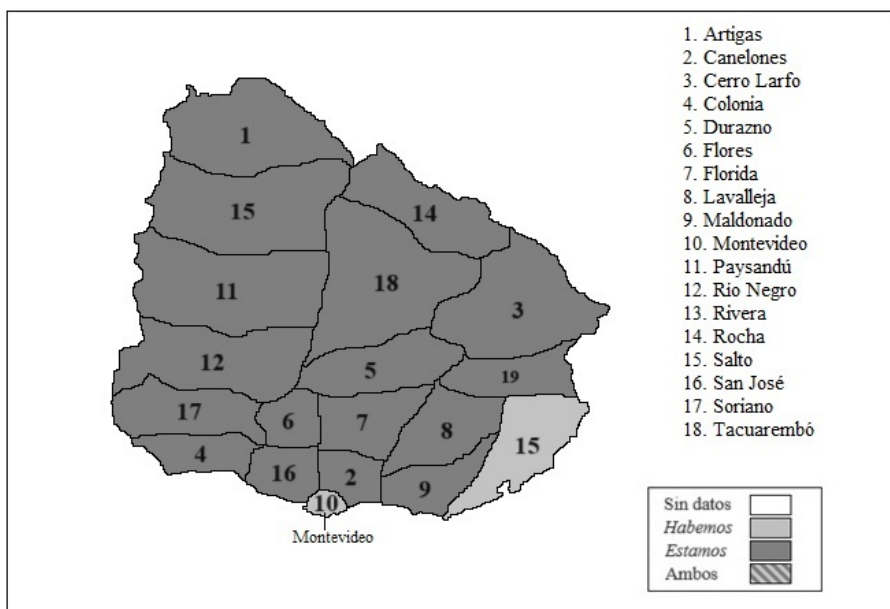 1. Artigas
2. Canelones
3. Cerro Larfo
4. Colonia
5. Durazno
6. Flores
7. Florida
8. Lavalleja
9. Maldonado
10. Montevideo
11. Paysandú
12. Río Negro
13. Rivera
14. Rocha
15. Salto
16. San José
17. Soriano
18. Tacuarembó
1
15
14
11
18
3
12
5
19
17
6
7
8
15
4
16
2
9
10
Montevideo
Sin datos
Habemos
Estamos
Ambos